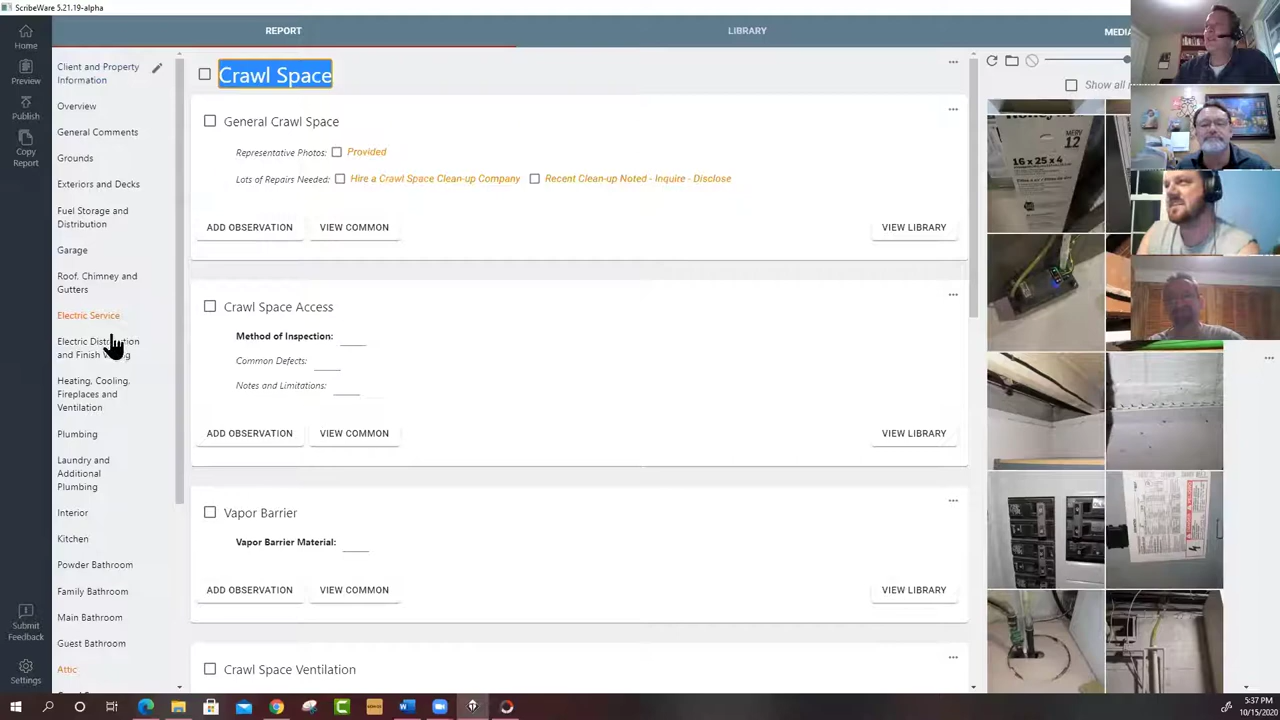 ScribeWare 5.21.19-alpha
Home
Preview
Publish
Copy
Report
Submit
Feedback
Settings
REPORT
LIBRARY
MEDIA
Client and Property
Information
Overview
General Comments
Grounds
Exteriors and Decks
Fuel Storage and
Distribution
Garage
Roof, Chimney and
Gutters
Electric Service
Electric
and Finish
Heating, Cooling,
Fireplaces and
Ventilation
Plumbing
Laundry and
Additional
Plumbing
Interior
Kitchen
Powder Bathroom
Family Bathroom
Main Bathroom
Guest Bathroom
Attic
Crawl Space
General Crawl Space
Representative Photos: Provided
Lots of Repairs Needed: Hire a Crawl Space Clean-up Company Recent Clean-up Noted - Inquire - Disclose
ADD OBSERVATION VIEW COMMON VIEW LIBRARY
Crawl Space Access
Method of Inspection:
Common Defects:
Notes and Limitations:
ADD OBSERVATION VIEW COMMON VIEW LIBRARY
Vapor Barrier
Vapor Barrier Material:
ADD OBSERVATION VIEW COMMON VIEW LIBRARY
Crawl Space Ventilation
Show all
MERV
12
16 x 25 x 4
5:37 PM
10/15/2020